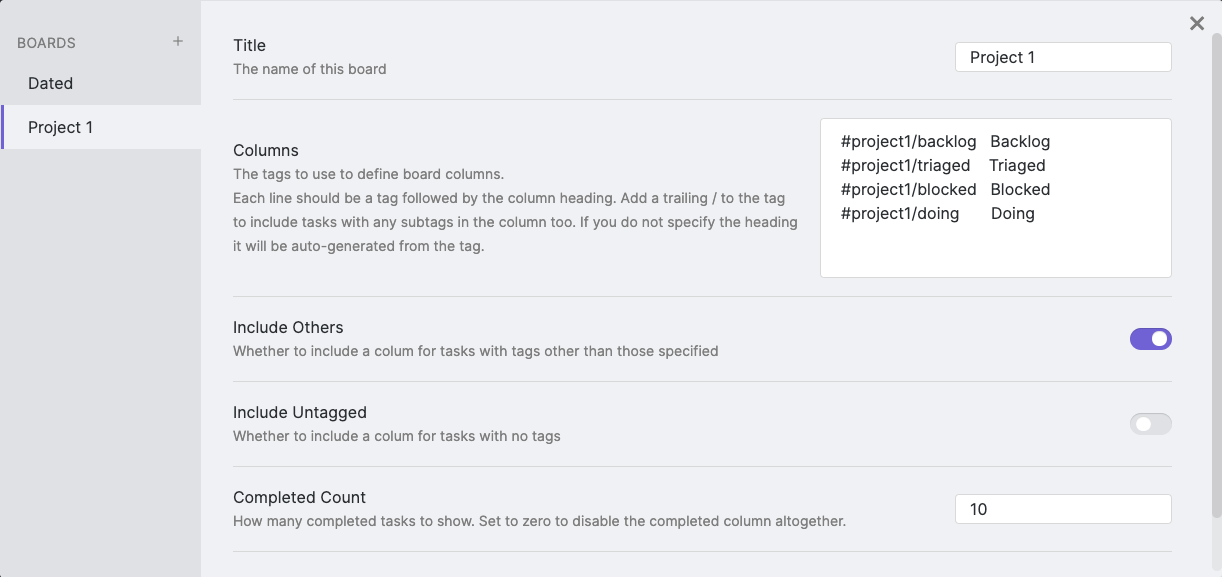 BOARDS +
Dated
Project 1
Title
The name of this board
Project 1
Columns
The tags to use to define board columns.
Each line should be a tag followed by the column heading. Add a trailing / to the tag
to include tasks with any subtags in the column too. If you do not specify the heading
it will be auto-generated from the tag.
#project1/backlog Backlog
#project1/triaged Triaged
#project1/blocked Blocked
#project1/doing Doing
Include Others
Whether to include a colum for tasks with tags other than those specified
Include Untagged
Whether to include a colum for tasks with no tags
Completed Count
How many completed tasks to show. Set to zero to disable the completed column altogether.
10